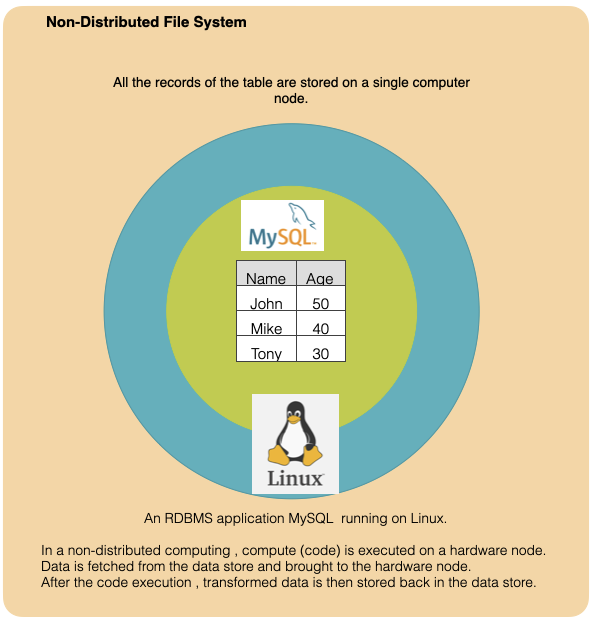 Non-Distributed File System
All the records of the table are stored on a single computer
node.
MySQL™
Name Age
John 50
Mike 40
Tony 30
Linux
An RDBMS application MySQL running on Linux.
In a non-distributed computing , compute (code) is executed on a hardware node.
Data is fetched from the data store and brought to the hardware node.
After the code execution , transformed data is then stored back in the data store.